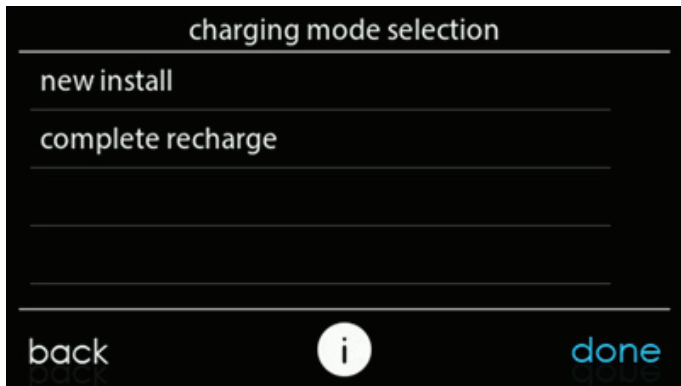 charging mode selection
new install
complete recharge
back
i
done